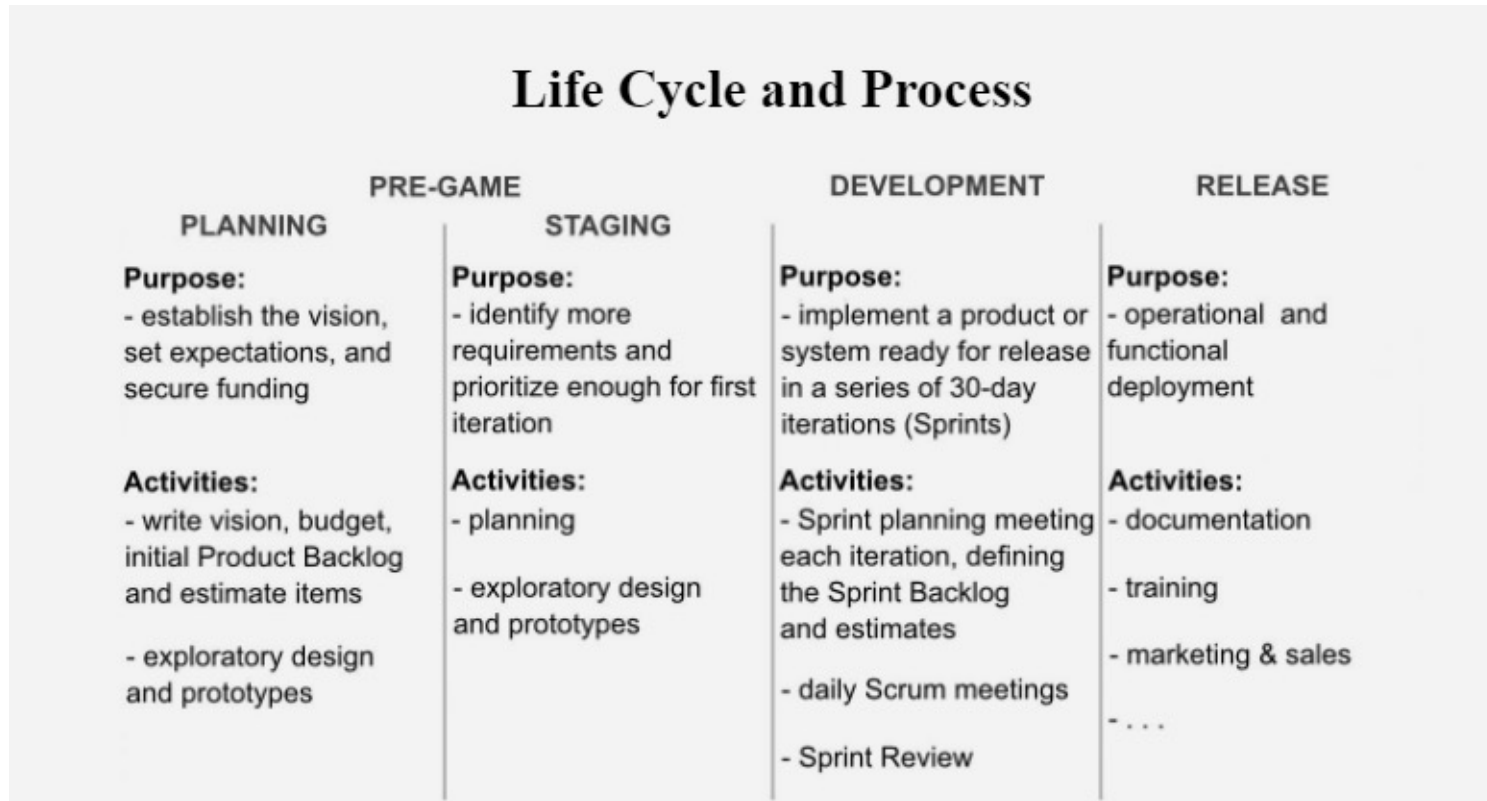 Life Cycle and Process
PRE-GAME
DEVELOPMENT
RELEASE
PLANNING
STAGING
Purpose:
- establish the vision,
set expectations, and
secure funding
Activities:
- write vision, budget,
initial Product Backlog
and estimate items
- exploratory design
and prototypes
Purpose:
- identify more
requirements and
prioritize enough for first
iteration
Activities:
- planning
- exploratory design
and prototypes
Purpose:
- implement a product or
system ready for release
in a series of 30-day
iterations (Sprints)
Activities:
- Sprint planning meeting
each iteration, defining
the Sprint Backlog
and estimates
- daily Scrum meetings
- Sprint Review
Purpose:
- operational and
functional
deployment
Activities:
- documentation
- training
- marketing & sales
- . . .